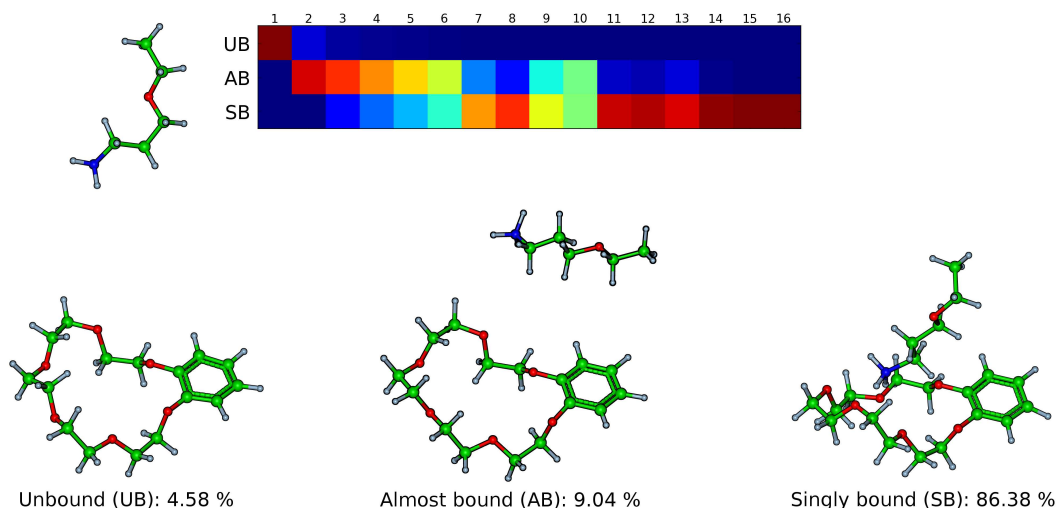 1 2 3 4 5 6 7 8 9 10 11 12 13 14 15 16
UB
AB
SB
Unbound (UB): 4.58 %
Almost bound (AB): 9.04 %
Singly bound (SB): 86.38 %